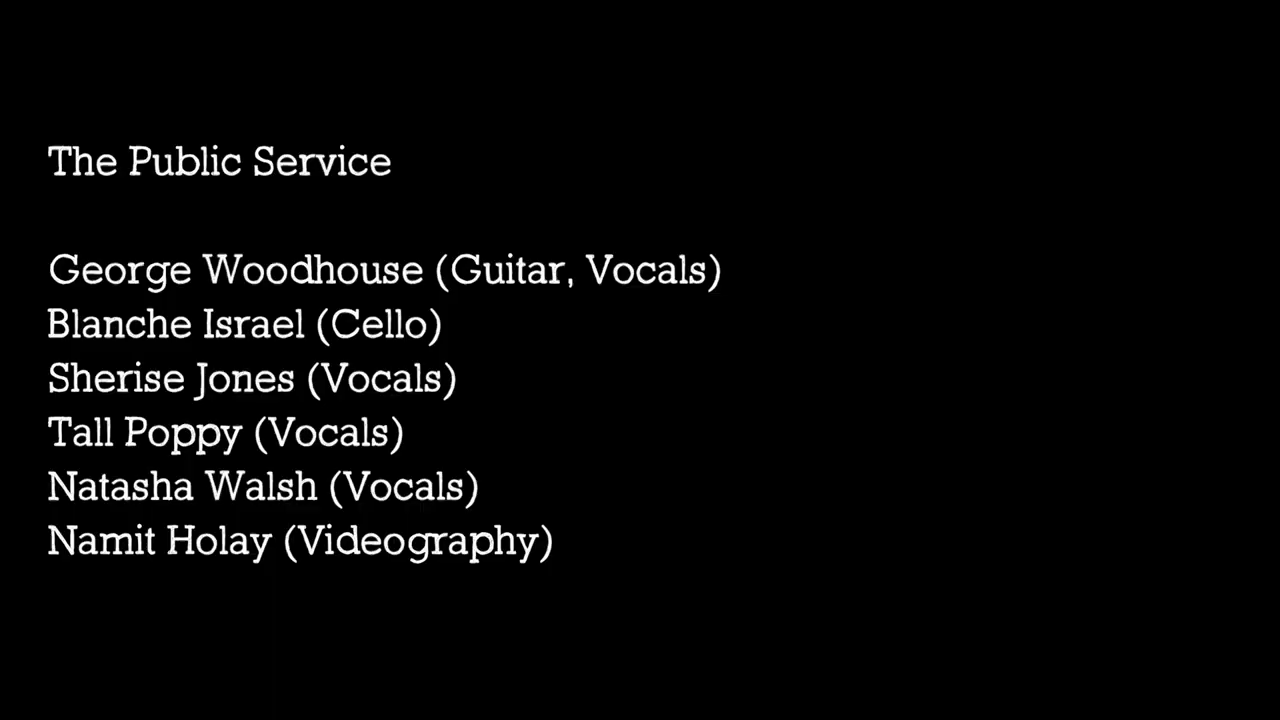 The Public Service
George Woodhouse (Guitar, Vocals)
Blanche Israel (Cello)
Sherise Jones (Vocals)
Tall Poppy (Vocals)
Natasha Walsh (Vocals)
Namit Holay (Videography)